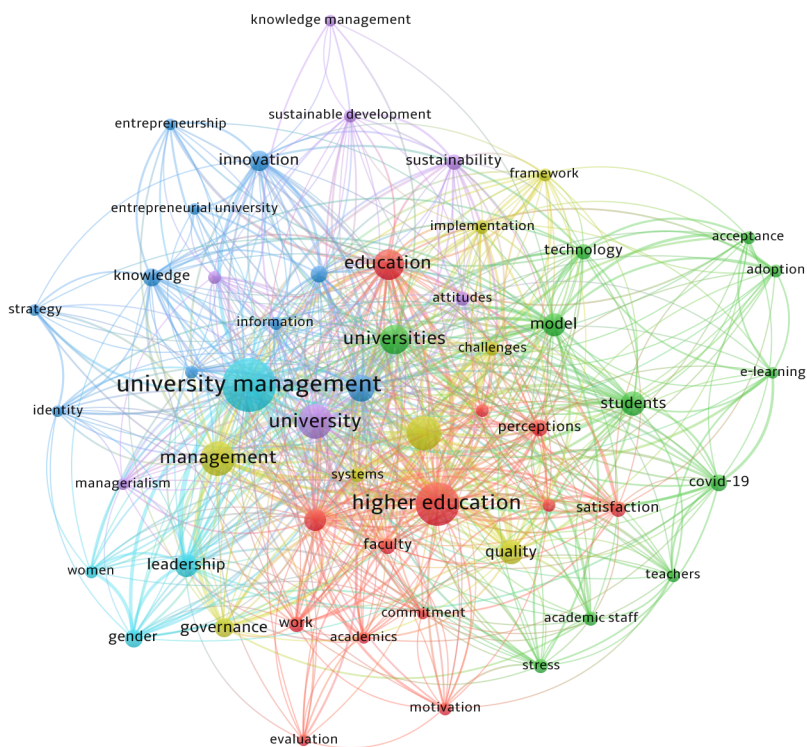 knowledge management
sustainable development
entrepreneurship
innovation
sustainability
framework
entrepreneurial university
implementation
acceptance
technology
education
adoption
knowledge
attitudes
strategy
information
model
universities
challenges
e-learning
university management
students
identity
university
perceptions
management
systems
managerialism
covid-19
higher education
satisfaction
faculty
quality
leadership
women
teachers
commitment
academic staff
work
governance
gender
academics
stress
motivation
evaluation